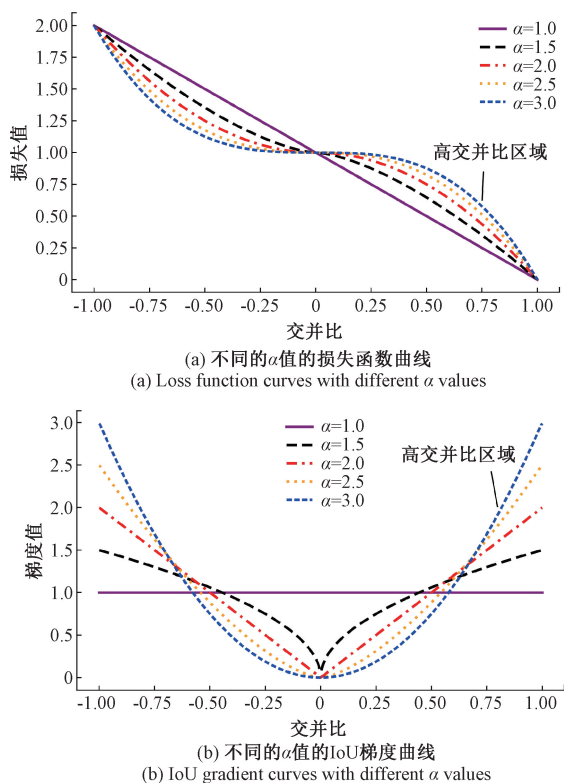 2.00
1.75
1.50
1.25
1.00
0.75
0.50
0.25
0
损失值
α=1.0
α=1.5
α=2.0
α=2.5
α=3.0
高交并比区域
-1.00 -0.75 -0.50 -0.25 0 0.25 0.50 0.75 1.00
交并比
(a) 不同的α值的损失函数曲线
(a) Loss function curves with different α values
3.0
2.5
2.0
1.5
1.0
0.5
0
梯度值
α=1.0
α=1.5
α=2.0
α=2.5
α=3.0
高交并比区域
-1.00 -0.75 -0.50 -0.25 0 0.25 0.50 0.75 1.00
交并比
(b) 不同的α值的IoU梯度曲线
(b) IoU gradient curves with different α values